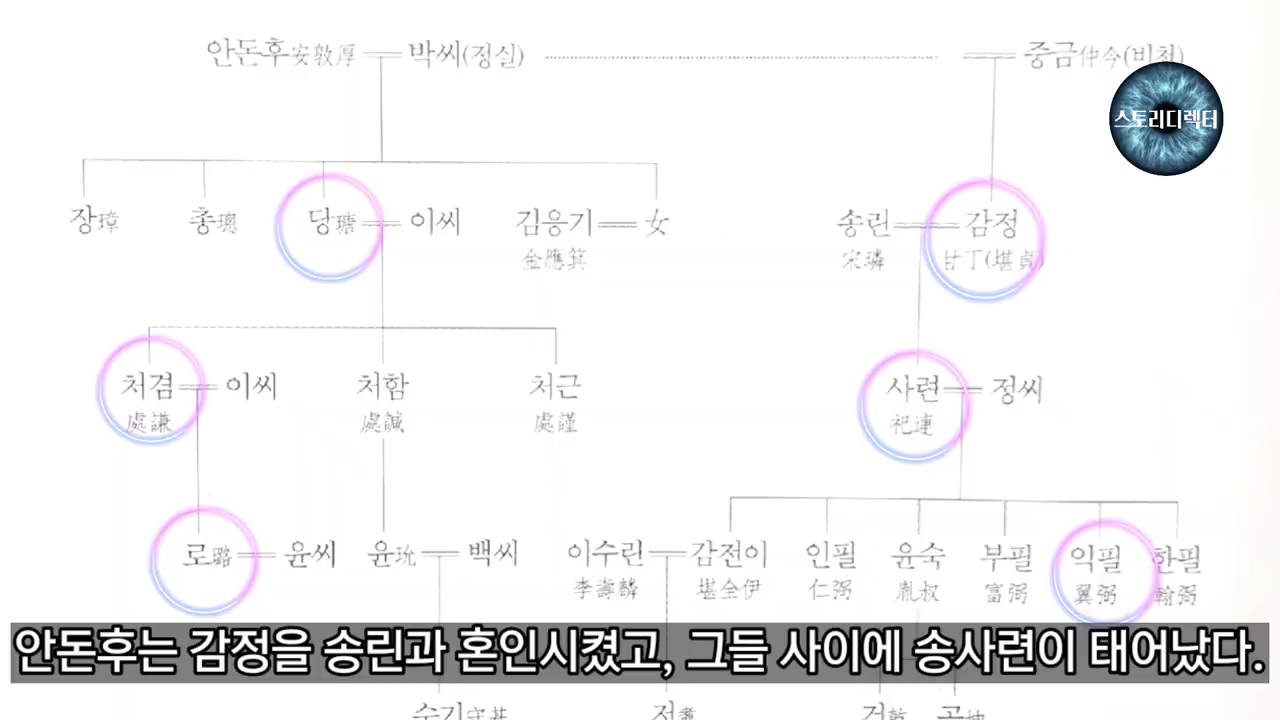 안돈후安敦厚 박씨(정실) 중금仲今(비첩)
스토리디렉터
장璋 총璁 당瑭 이씨 김응기 女 송린 감정
金應箕 宋璘 甘丁(堪貞)
처겸 이씨 처함 처근 사련 정씨
處謙 處諴 處謹 祀連
로璐 윤씨 윤玧 백씨 이수린 감전이 인필 윤숙 부필 익필 한필
李壽麟 堪全伊 仁弼 胤叔 富弼 翼弼 翰弼
안돈후는 감정을 송린과 혼인시켰고, 그들 사이에 송사련이 태어났다.